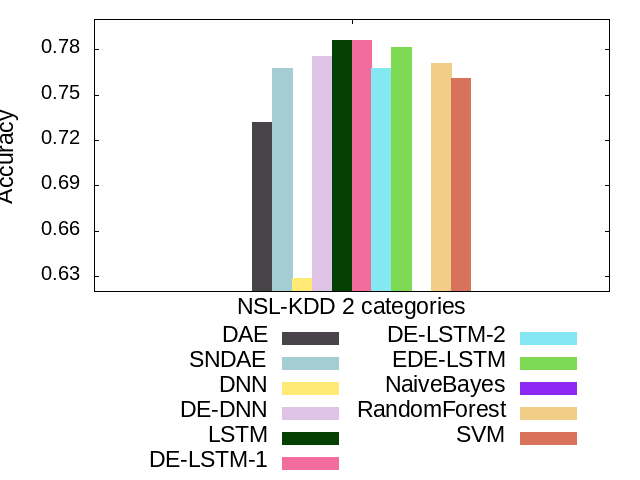 0.78
0.75
0.72
0.69
0.66
0.63
Accuracy
NSL-KDD 2 categories
DAE
SNDAE
DNN
DE-DNN
LSTM
DE-LSTM-1
DE-LSTM-2
EDE-LSTM
NaiveBayes
RandomForest
SVM